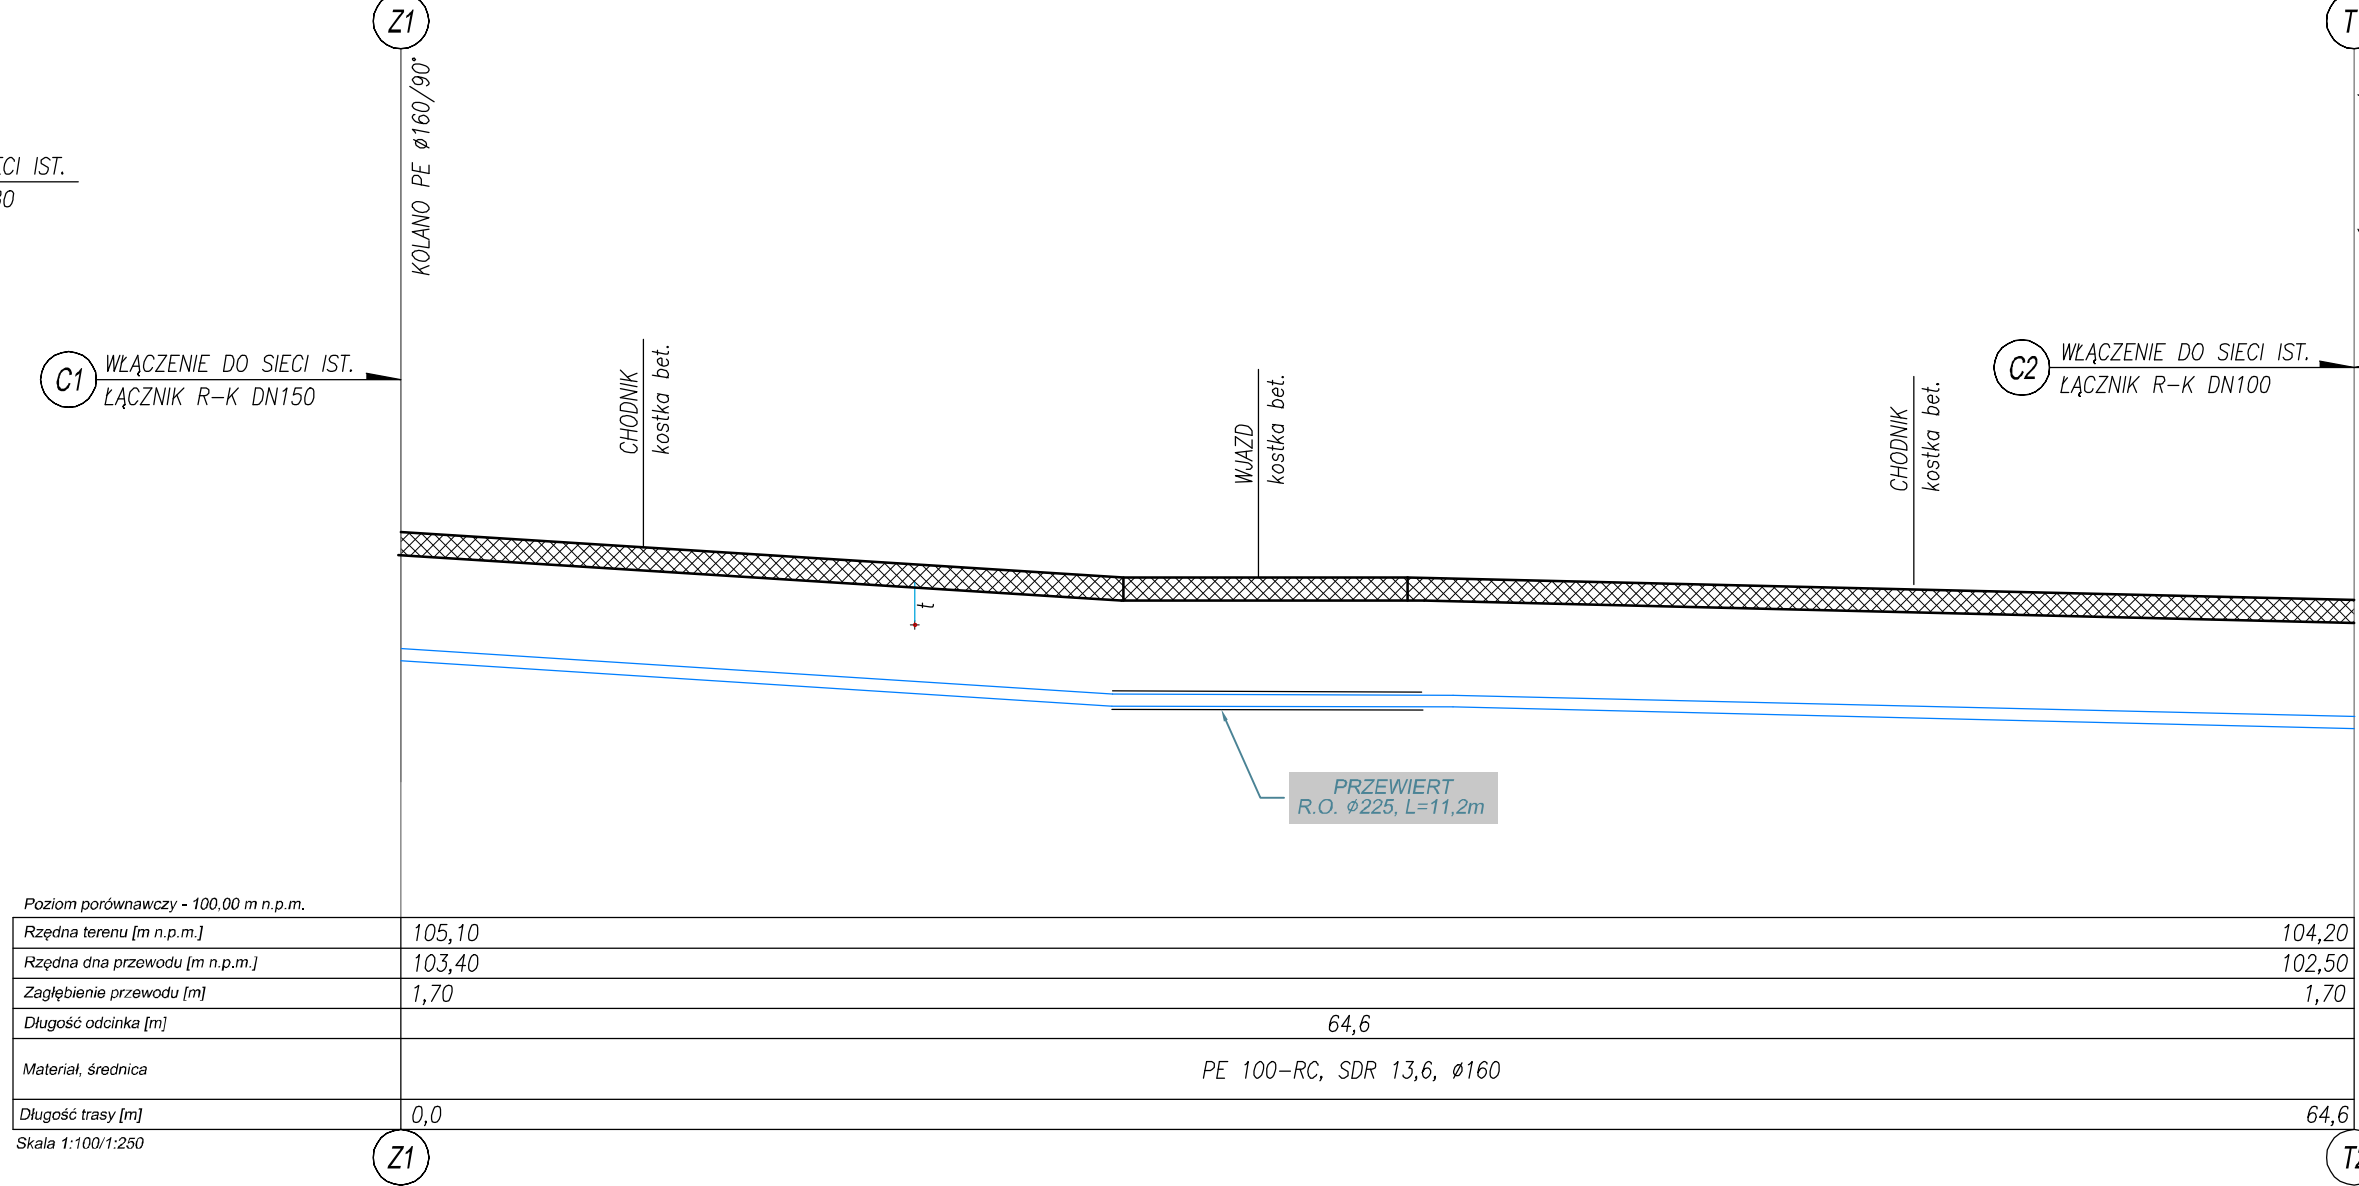 Z1
T
KOLANO PE ø160/90°
ECI IST.
30
C1
WŁĄCZENIE DO SIECI IST.
ŁĄCZNIK R-K DN150
CHODNIK
kostka bet.
WJAZD
kostka bet.
CHODNIK
kostka bet.
C2
WŁĄCZENIE DO SIECI IST.
ŁĄCZNIK R-K DN100
t
PRZEWIERT
R.O. ø225, L=11,2m
Poziom porównawczy - 100,00 m n.p.m.
Rzędna terenu [m n.p.m.] 105,10 104,20
Rzędna dna przewodu [m n.p.m.] 103,40 102,50
Zagłębienie przewodu [m] 1,70 1,70
Długość odcinka [m] 64,6
Materiał, średnica PE 100-RC, SDR 13,6, ø160
Długość trasy [m] 0,0 64,6
Skala 1:100/1:250
Z1
T2